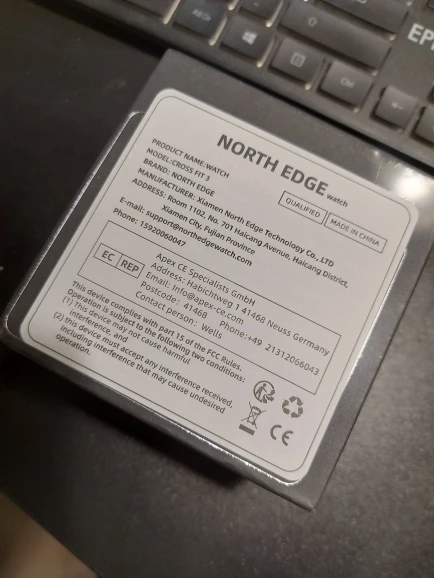 NORTH EDGE watch
PRODUCT NAME:WATCH
MODEL:CROSS FIT 3
BRAND: NORTH EDGE
QUALIFIED
MADE IN CHINA
MANUFACTURER: Xiamen North Edge Technology Co., LTD
ADDRESS: Room 1102, No. 701 Haicang Avenue, Haicang District,
Xiamen City, Fujian Province
E-mail: support@northedgewatch.com
Phone: 15920060047
EC REP
Apex CE Specialists GmbH
Address: Habichtweg 1 41468 Neuss Germany
Email: Info@apex-ce.com
Postcode: 41468 Phone:+49 21312066043
Contact person: Wells
This device complies with part 15 of the FCC Rules.
Operation is subject to the following two conditions:
(1) This device may not cause harmful
interference, and
(2) this device must accept any interference received,
including interference that may cause undesired
operation.
CE
Ctrl
EP